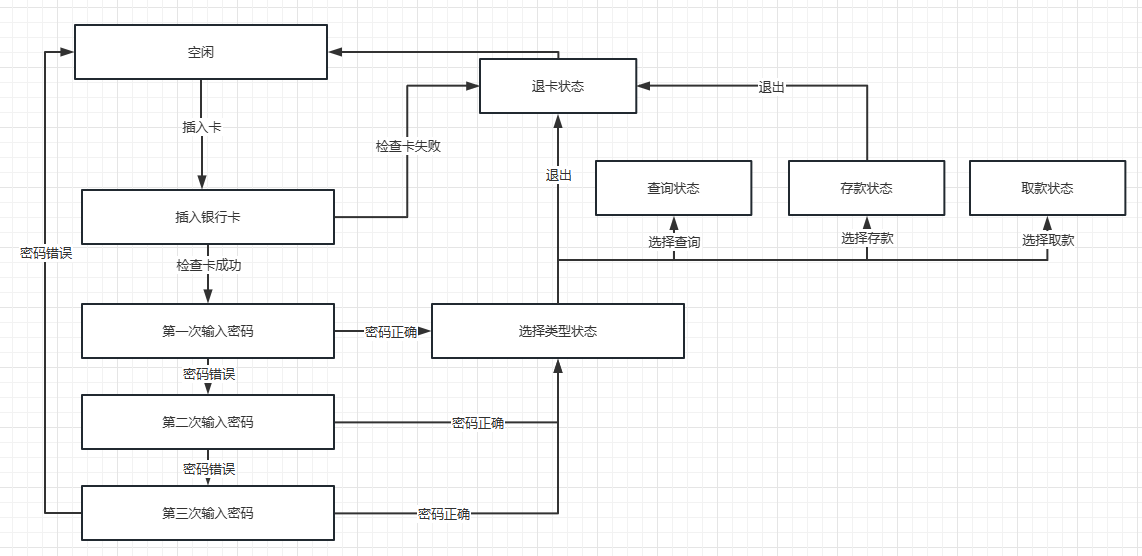 空闲
退卡状态
退出
插入卡
检查卡失败
退出
查询状态
存款状态
取款状态
插入银行卡
选择查询
选择存款
选择取款
密码错误
检查卡成功
第一次输入密码
密码正确
选择类型状态
密码错误
第二次输入密码
密码正确
密码错误
第三次输入密码
密码正确